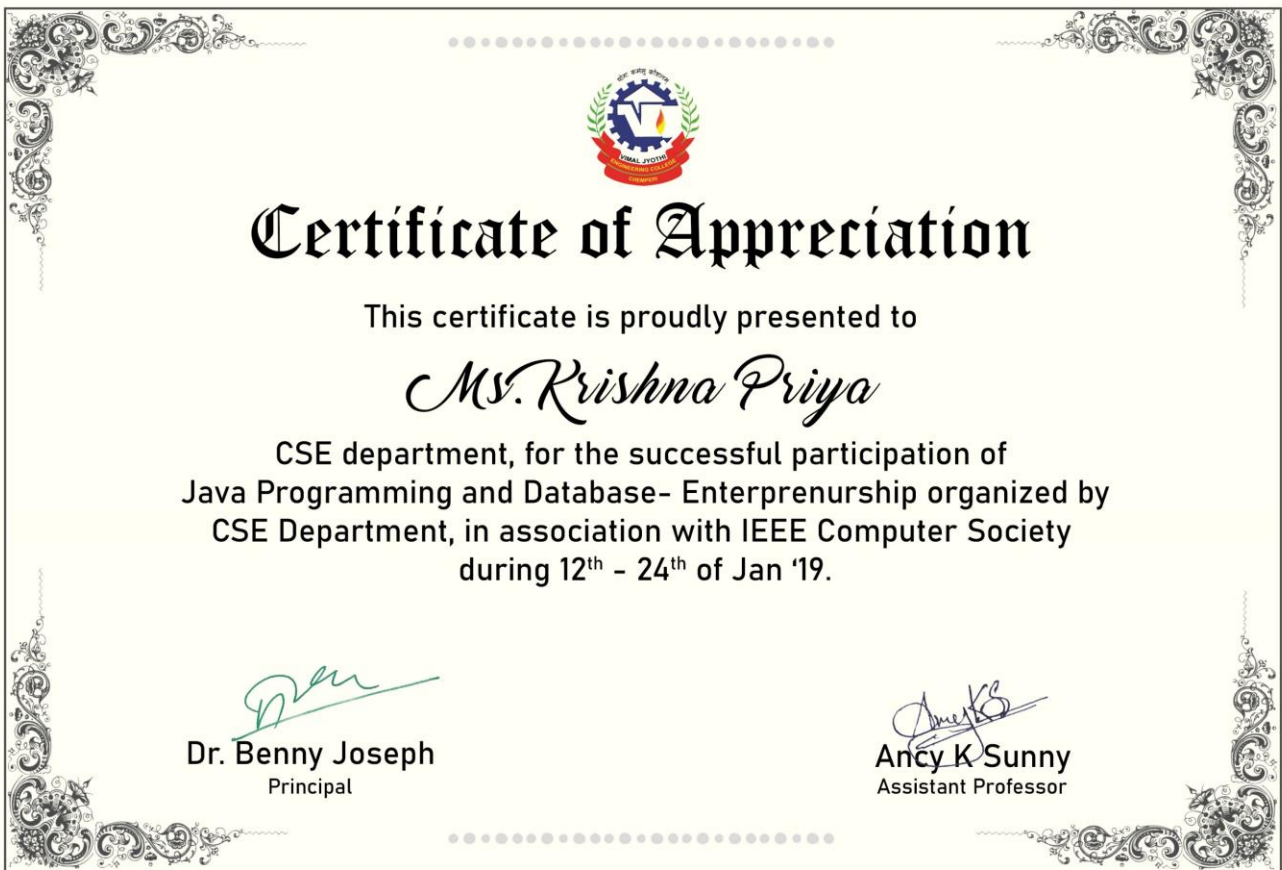 VIMAL JYOTHI
ENGINEERING COLLEGE
CHEMPERI
Certificate of Appreciation
This certificate is proudly presented to
Ms. Krishna Priya
CSE department, for the successful participation of
Java Programming and Database- Enterprenurship organized by
CSE Department, in association with IEEE Computer Society
during 12th - 24th of Jan ‘19.
Dr. Benny Joseph
Principal
Ancy K Sunny
Assistant Professor